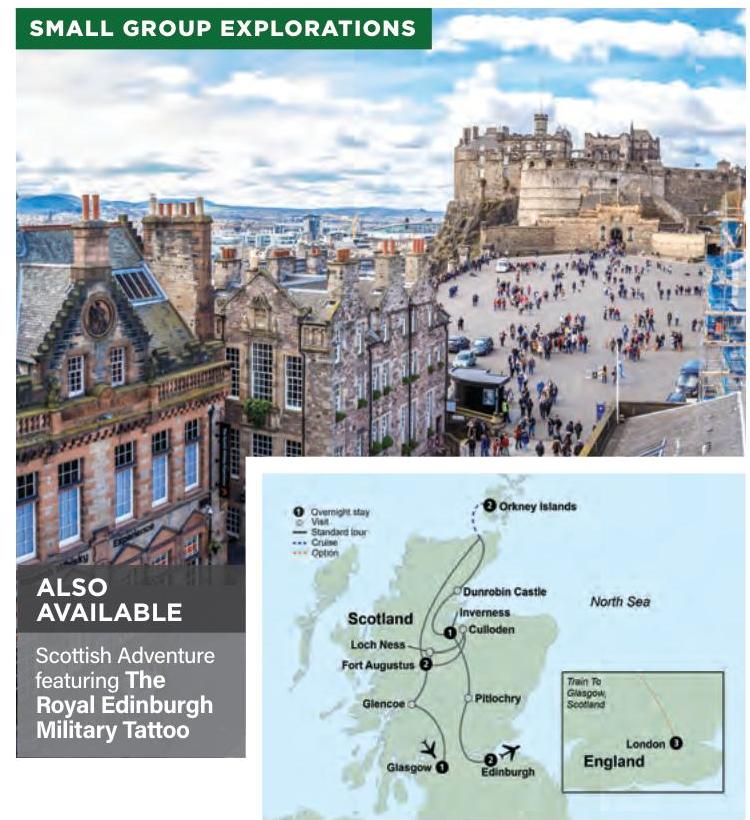 SMALL GROUP EXPLORATIONS
Whisky Experience
ALSO
AVAILABLE
Scottish Adventure
featuring The
Royal Edinburgh
Military Tattoo
1 Overnight stay
Visit
Standard tour
Cruise
Option
2 Orkney Islands
Dunrobin Castle
North Sea
Inverness
Scotland
1
Culloden
Loch Ness
Fort Augustus 2
Glencoe
Pitlochry
Glasgow 1
2
Edinburgh
Train To
Glasgow,
Scotland
London 3
England